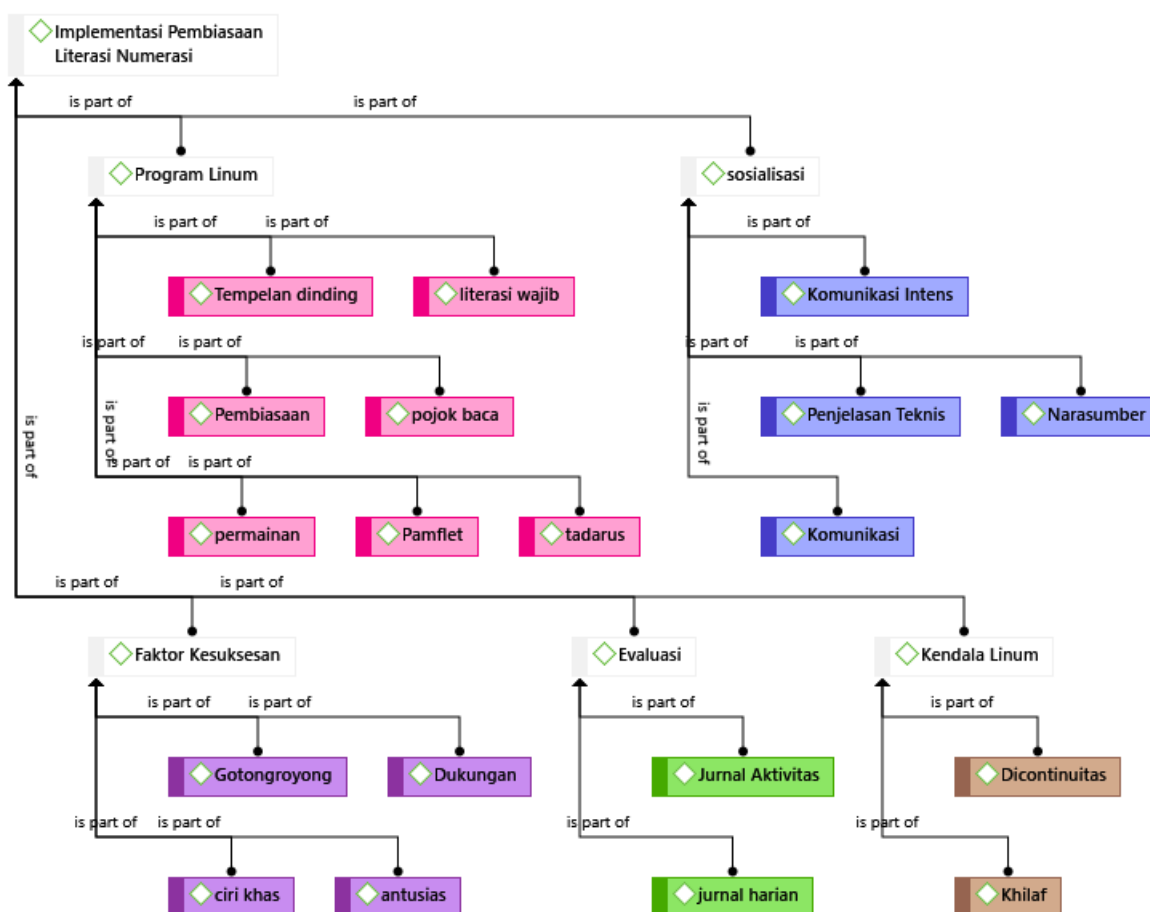 Implementasi Pembiasaan
Literasi Numerasi
is part of
is part of
Program Linum
sosialisasi
is part of
is part of
is part of
Tempelan dinding
literasi wajib
Komunikasi Intens
is part of
is part of
is part of
is part of
is part of
is part of
is part of
Pembiasaan
pojok baca
Penjelasan Teknis
Narasumber
is part of
is part of
permainan
Pamflet
tadarus
Komunikasi
is part of
is part of
Faktor Kesuksesan
Evaluasi
Kendala Linum
is part of
is part of
is part of
is part of
Gotongroyong
Dukungan
Jurnal Aktivitas
Dicontinuitas
is part of
is part of
is part of
is part of
ciri khas
antusias
jurnal harian
Khilaf